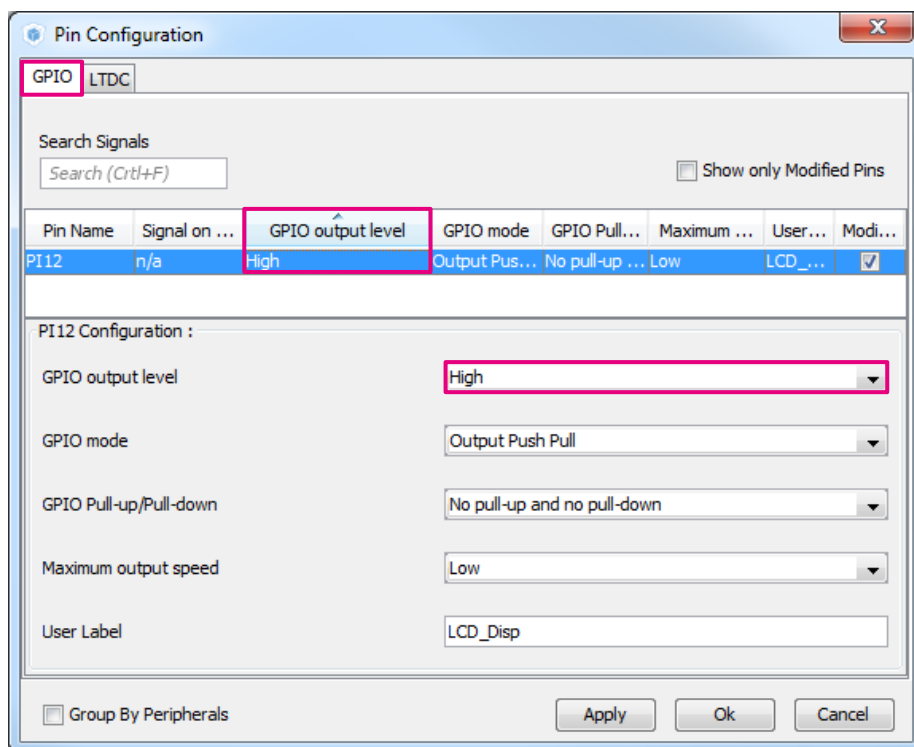 Pin Configuration
GPIO LTDC
Search Signals
Search (Crtl+F)
Show only Modified Pins
Pin Name Signal on ... GPIO output level GPIO mode GPIO Pull... Maximum ... User... Modi...
PI12 n/a High Output Pus... No pull-up ... Low LCD_...
PI12 Configuration :
GPIO output level High
GPIO mode Output Push Pull
GPIO Pull-up/Pull-down No pull-up and no pull-down
Maximum output speed Low
User Label LCD_Disp
Group By Peripherals Apply Ok Cancel